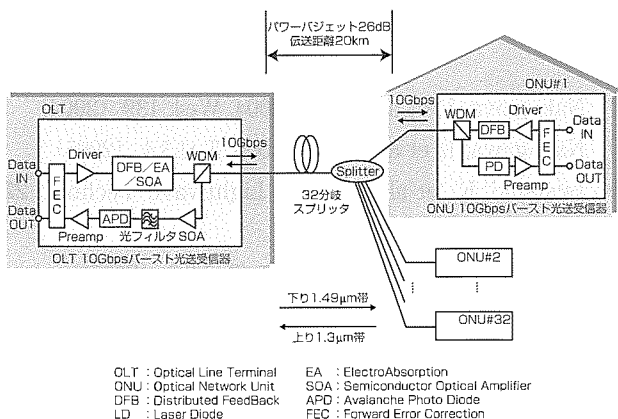 パワーバジェット26dB
伝送距離20km
OLT
ONU#1
10Gbps
10Gbps
WDM
Driver
DFB
FEC
Data
IN
PD
Preamp
Data
OUT
ONU 10Gbpsバースト光送受信器
Data
IN
Driver
DFB/EA
/SOA
WDM
FEC
Data
OUT
Preamp
APD
光フィルタ
SOA
OLT 10Gbpsバースト光送受信器
Splitter
32分岐
スプリッタ
ONU#2
ONU#32
下り1.49μm帯
上り1.3μm帯
OLT : Optical Line Terminal
ONU : Optical Network Unit
DFB : Distributed FeedBack
LD : Laser Diode
EA : ElectroAbsorption
SOA : Semiconductor Optical Amplifier
APD : Avalanche Photo Diode
FEC : Forward Error Correction